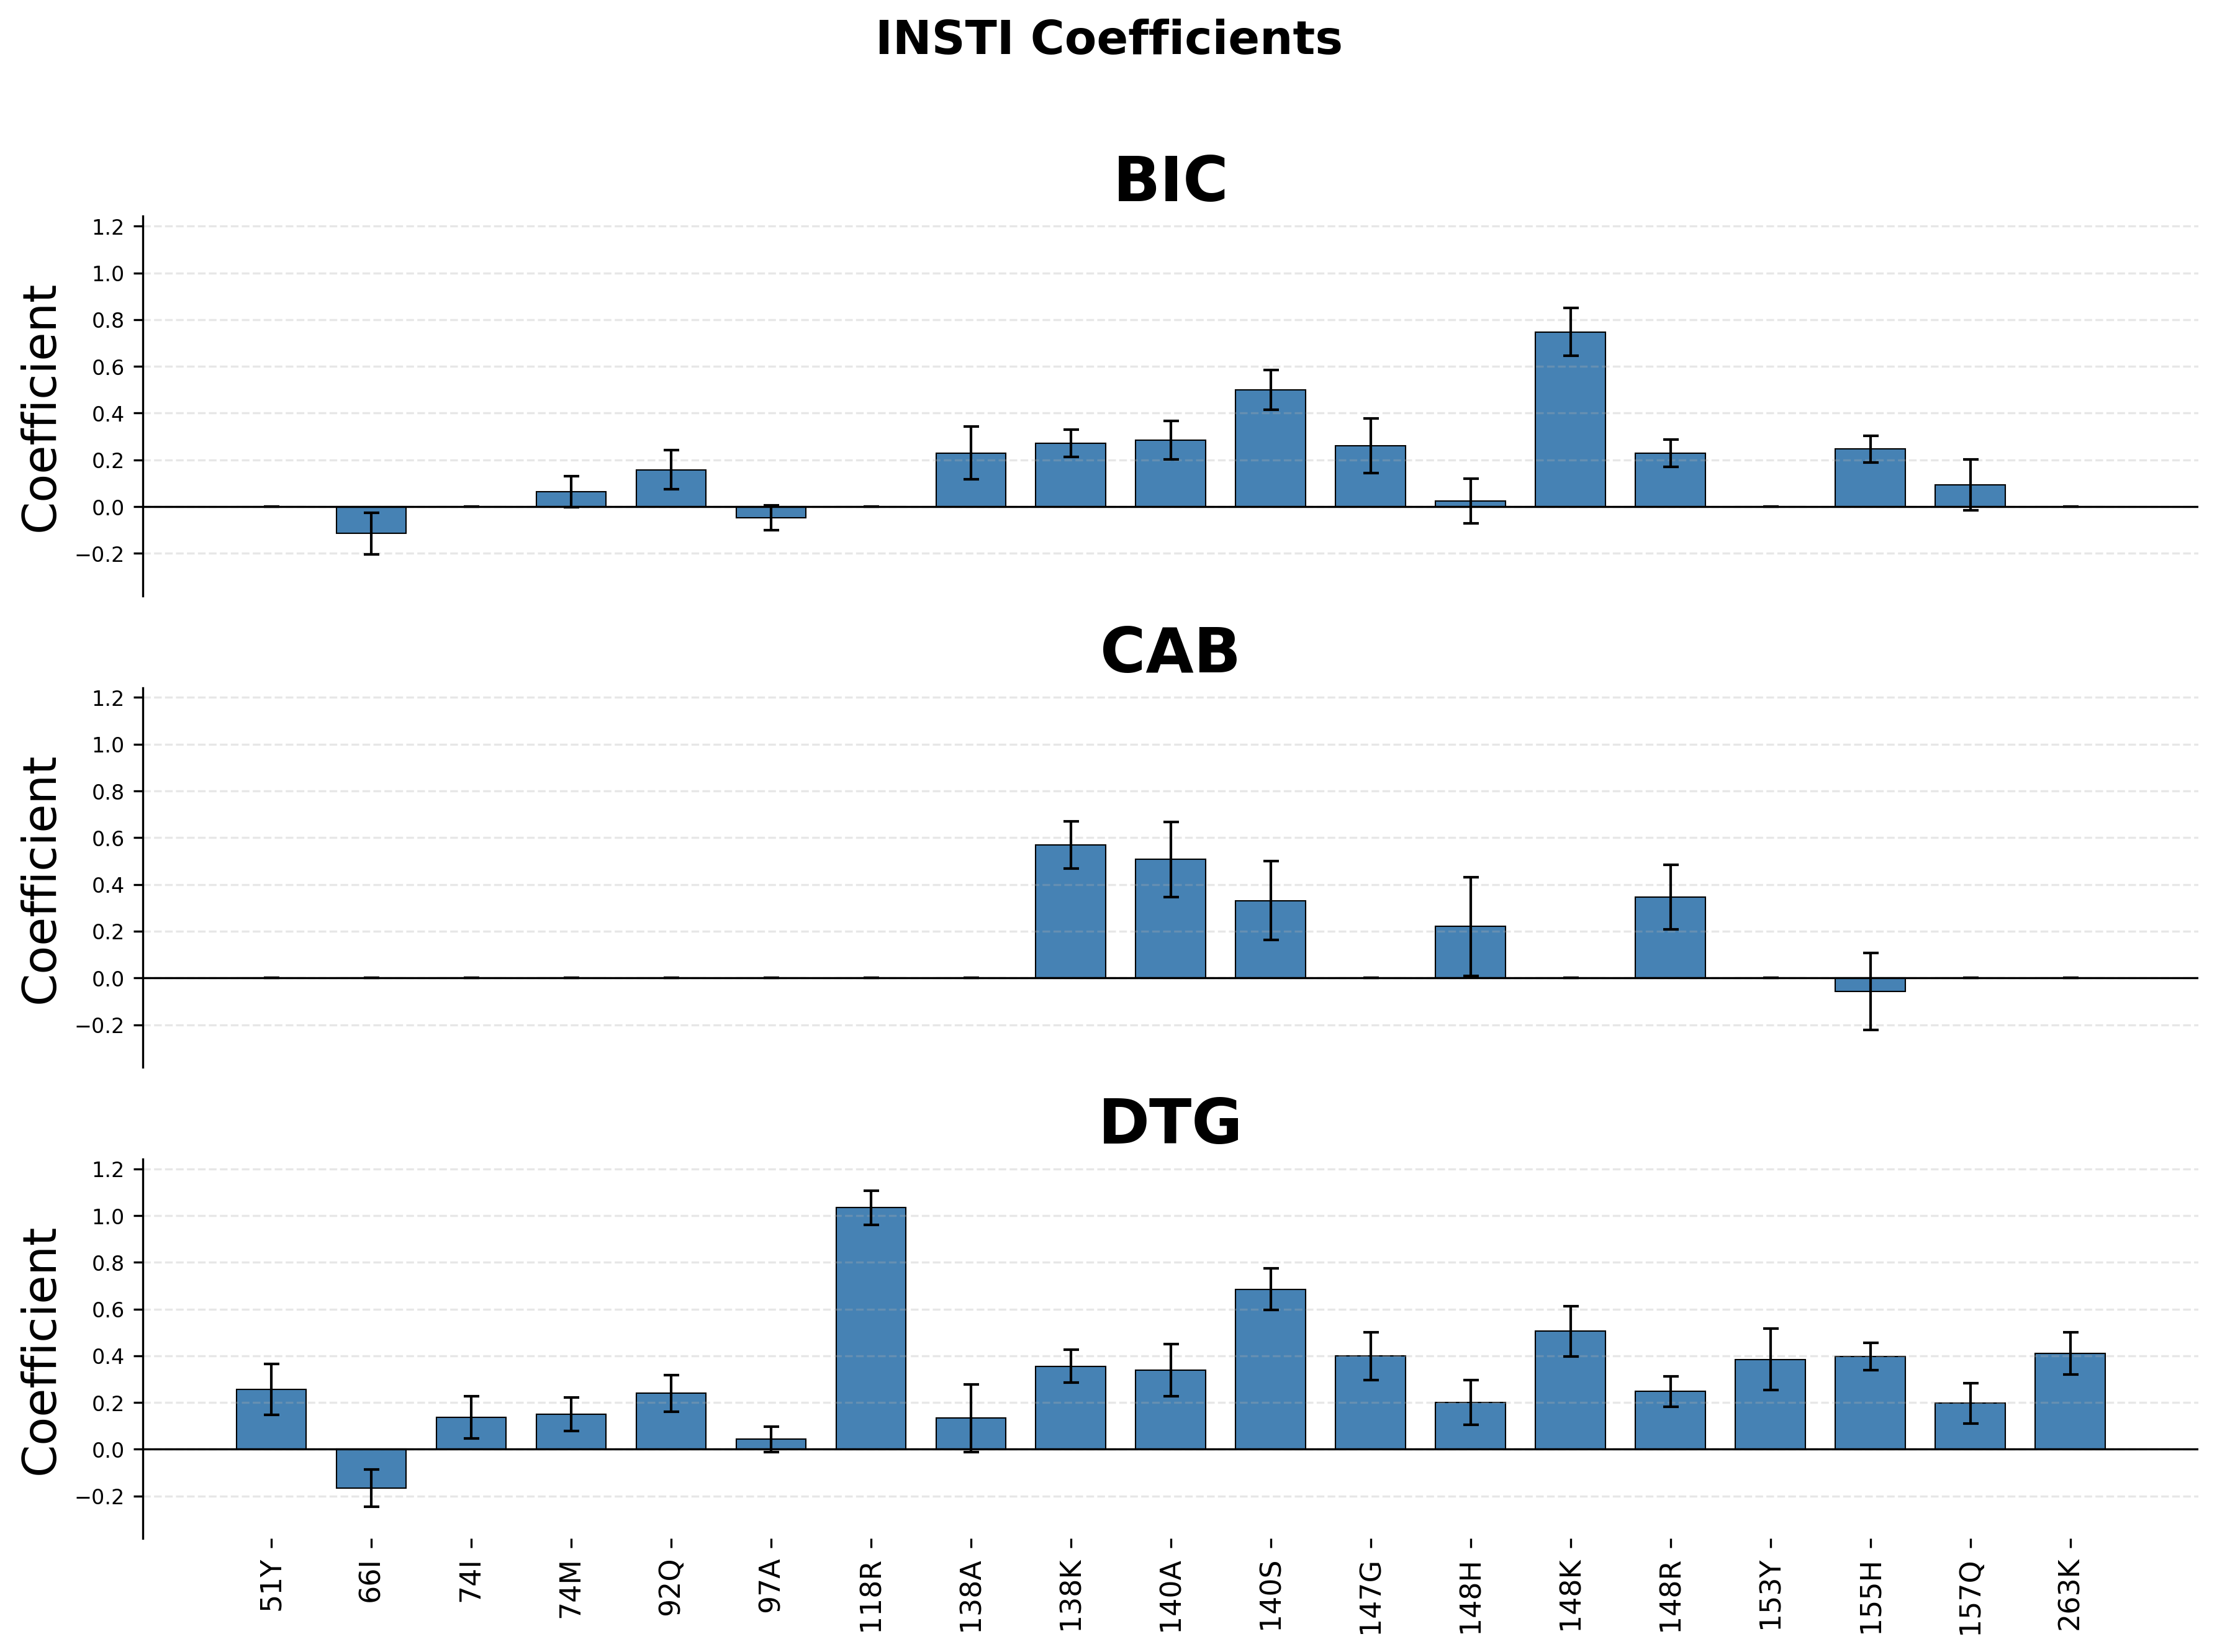 INSTI Coefficients
BIC
Coefficient
1.2
1.0
0.8
0.6
0.4
0.2
0.0
−0.2
CAB
Coefficient
1.2
1.0
0.8
0.6
0.4
0.2
0.0
−0.2
DTG
Coefficient
1.2
1.0
0.8
0.6
0.4
0.2
0.0
−0.2
51Y
66I
74I
74M
92Q
97A
118R
138A
138K
140A
140S
147G
148H
148K
148R
153Y
155H
157Q
263K